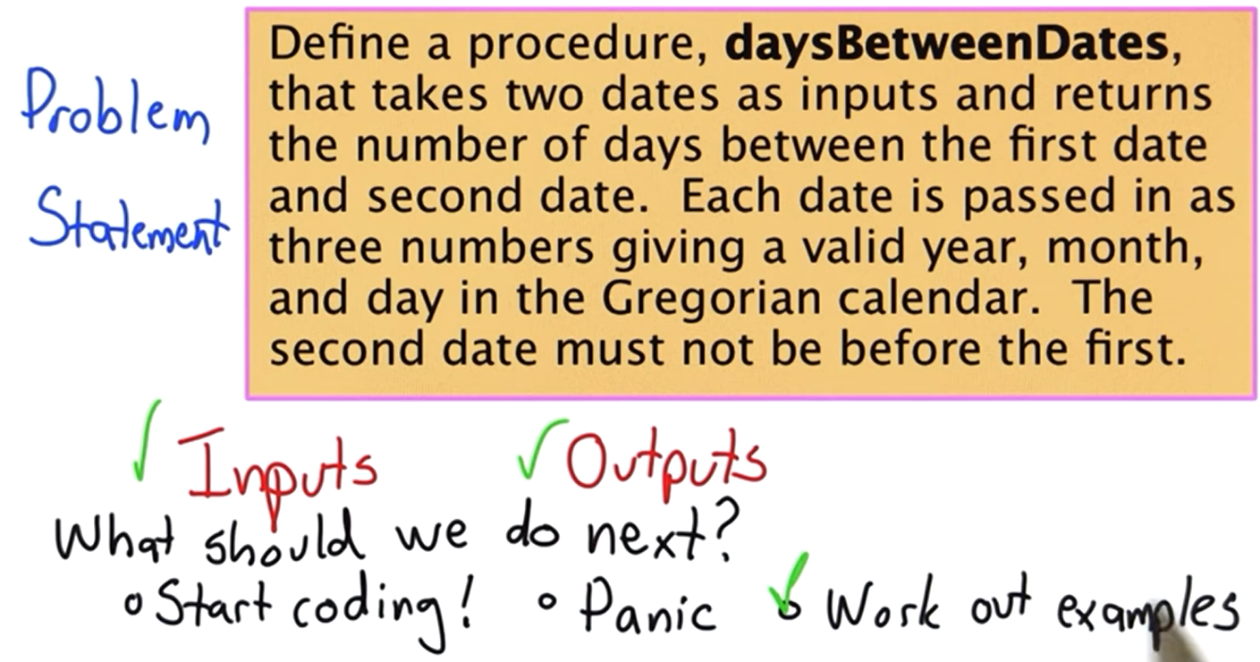 Problem
Statement
Define a procedure, daysBetweenDates,
that takes two dates as inputs and returns
the number of days between the first date
and second date. Each date is passed in as
three numbers giving a valid year, month,
and day in the Gregorian calendar. The
second date must not be before the first.
Inputs Outputs
What should we do next?
Start coding! Panic Work out examples